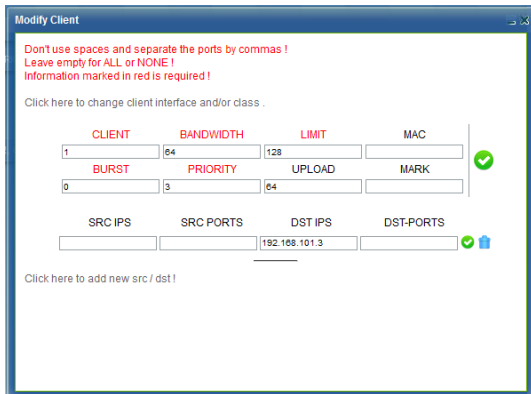 Modify Client
Don't use spaces and separate the ports by commas !
Leave empty for ALL or NONE !
Information marked in red is required !
Click here to change client interface and/or class .
CLIENT BANDWIDTH LIMIT MAC
1 64 128
BURST PRIORITY UPLOAD MARK
0 3 64
SRC IPS SRC PORTS DST IPS DST-PORTS
192.168.101.3
Click here to add new src / dst !